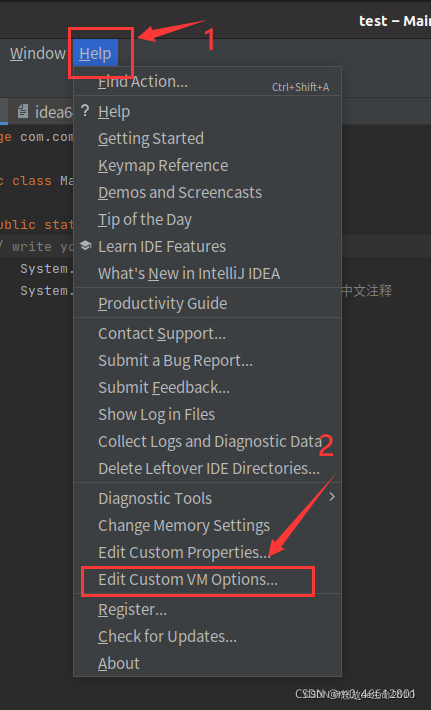 test – Mai
1
Window Help
Find Action... Ctrl+Shift+A
idea6
? Help
ge com.com
Getting Started
Keymap Reference
c class Ma
Demos and Screencasts
Tip of the Day
ublic stat
/ write yo
Learn IDE Features
System.
What's New in IntelliJ IDEA
System.
中文注释
Productivity Guide
Contact Support...
Submit a Bug Report...
Submit Feedback...
Show Log in Files
Collect Logs and Diagnostic Data
2
Delete Leftover IDE Directories...
Diagnostic Tools
Change Memory Settings
Edit Custom Properties...
Edit Custom VM Options...
Register...
Check for Updates...
About
CSDN @m0_46612801